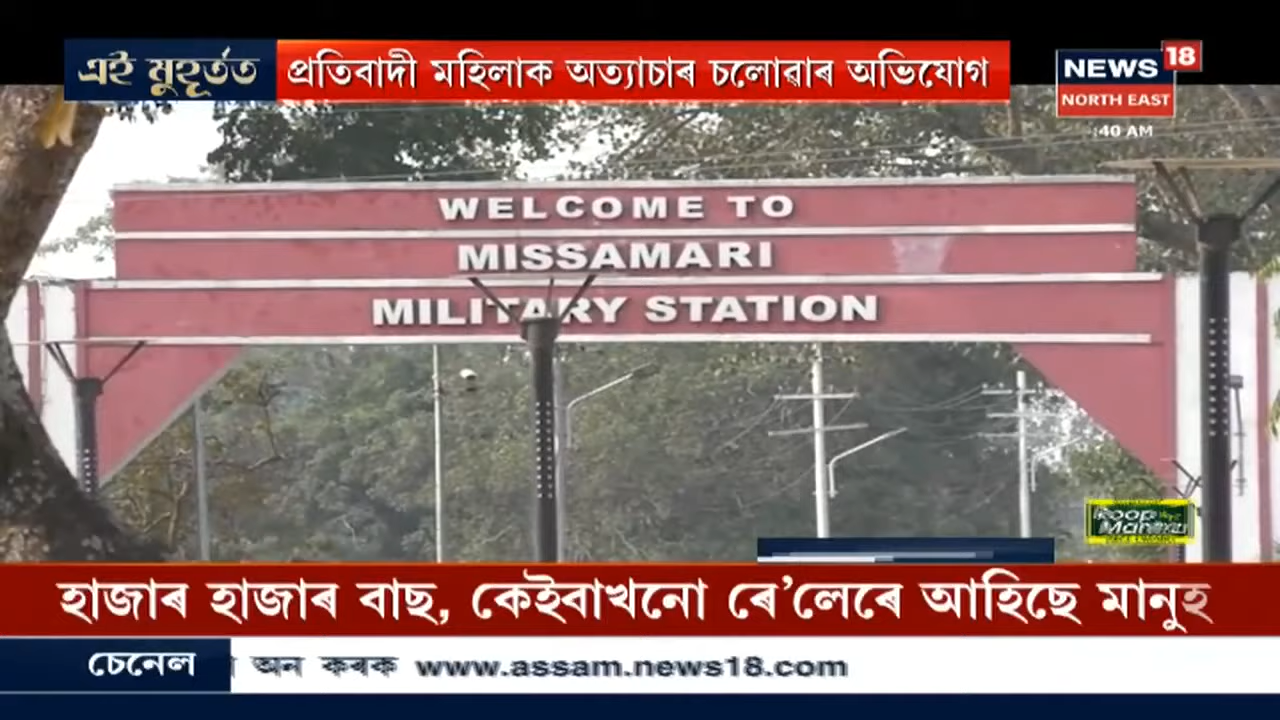 এই মুহূৰ্তত
প্ৰতিবাদী মহিলাক অত্যাচাৰ চলোৱাৰ অভিযোগ
NEWS 18
NORTH EAST
:40 AM
WELCOME TO
MISSAMARI
MILITARY STATION
হাজাৰ হাজাৰ বাছ, কেইবাখনো ৰে'লেৰে আহিছে মানুহ
চেনেল
অন কৰক www.assam.news18.com